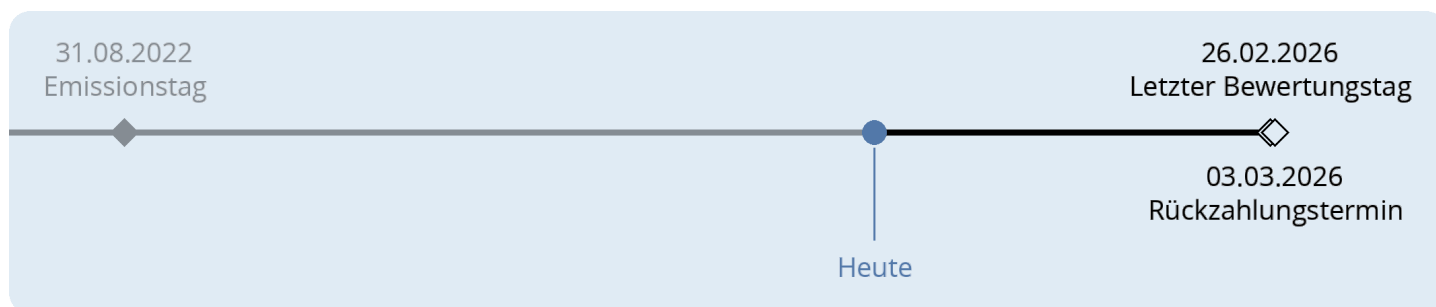 31.08.2022
Emissionstag
26.02.2026
Letzter Bewertungstag
03.03.2026
Rückzahlungstermin
Heute